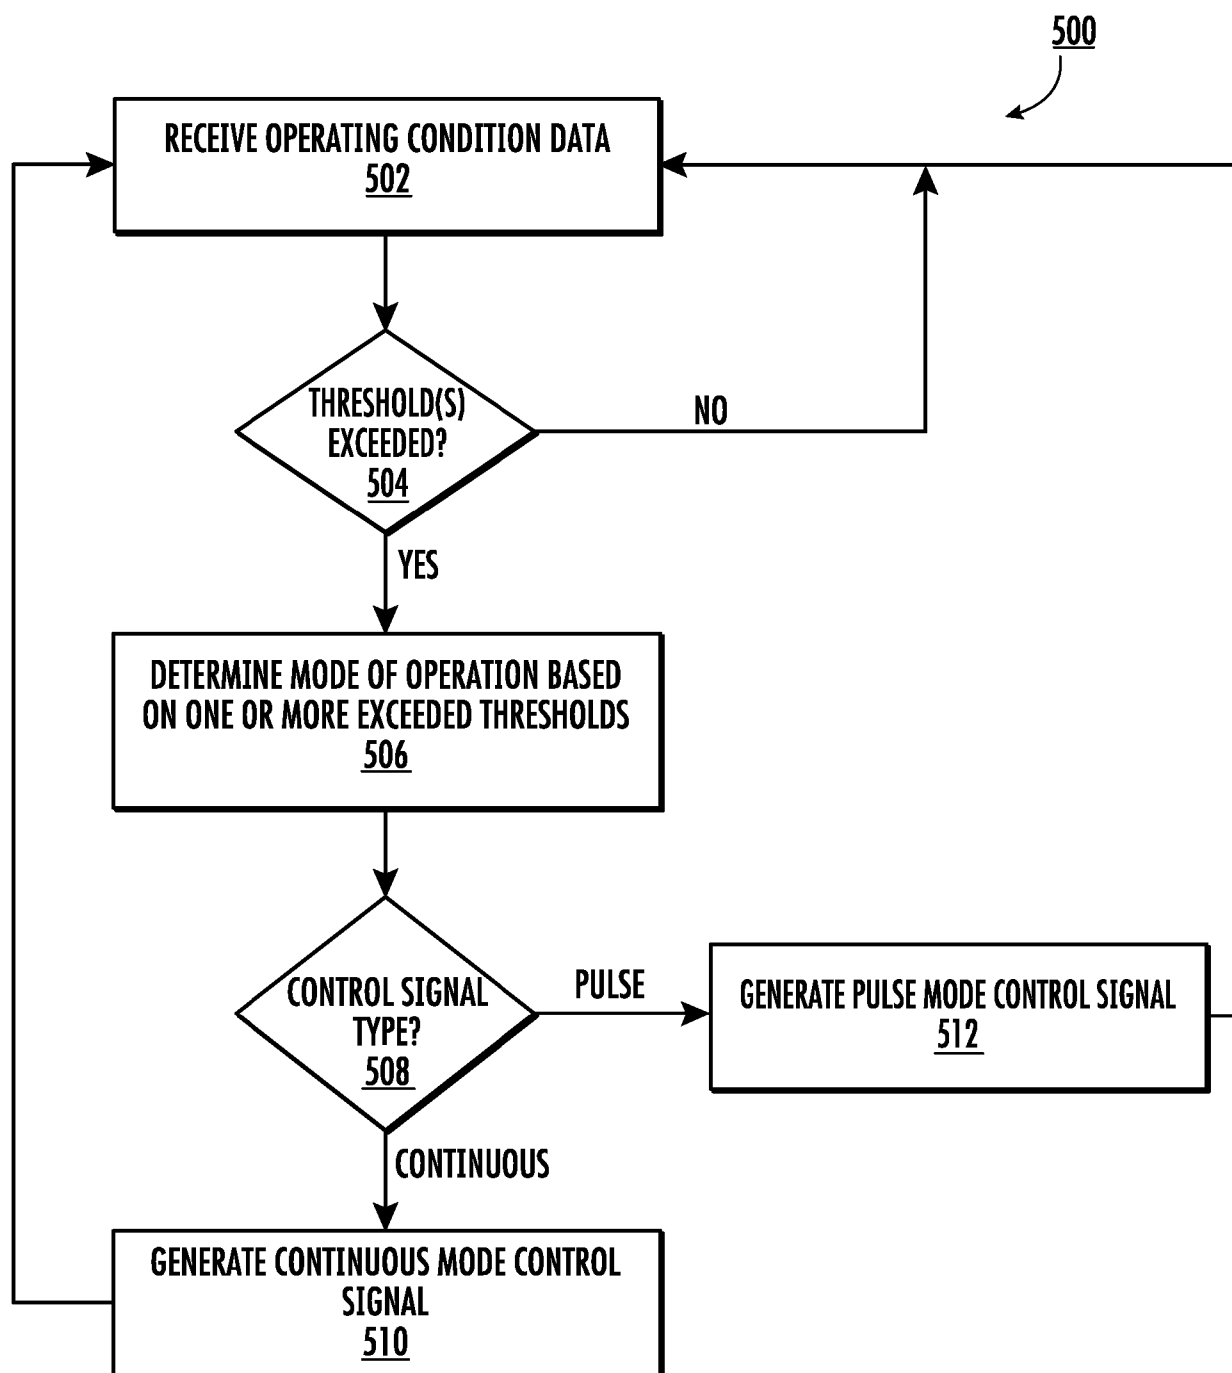 500
RECEIVE OPERATING CONDITION DATA
502
THRESHOLD(S)
EXCEEDED?
504
NO
YES
DETERMINE MODE OF OPERATION BASED
ON ONE OR MORE EXCEEDED THRESHOLDS
506
CONTROL SIGNAL
TYPE?
508
PULSE
GENERATE PULSE MODE CONTROL SIGNAL
512
CONTINUOUS
GENERATE CONTINUOUS MODE CONTROL
SIGNAL
510